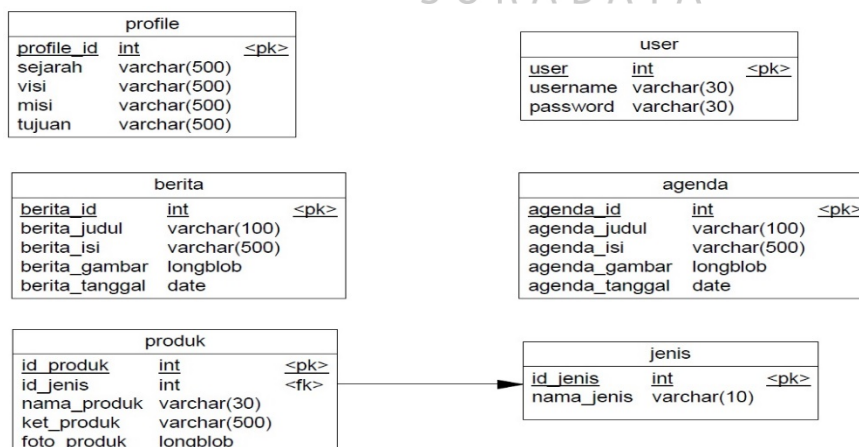 SURABAYA
profile
profile_id int <pk>
sejarah varchar(500)
visi varchar(500)
misi varchar(500)
tujuan varchar(500)
user
user int <pk>
username varchar(30)
password varchar(30)
berita
berita_id int <pk>
berita_judul varchar(100)
berita_isi varchar(500)
berita_gambar longblob
berita_tanggal date
agenda
agenda_id int <pk>
agenda_judul varchar(100)
agenda_isi varchar(500)
agenda_gambar longblob
agenda_tanggal date
produk
id_produk int <pk>
id_jenis int <fk>
nama_produk varchar(30)
ket_produk varchar(500)
foto_produk longblob
jenis
id_jenis int <pk>
nama_jenis varchar(10)